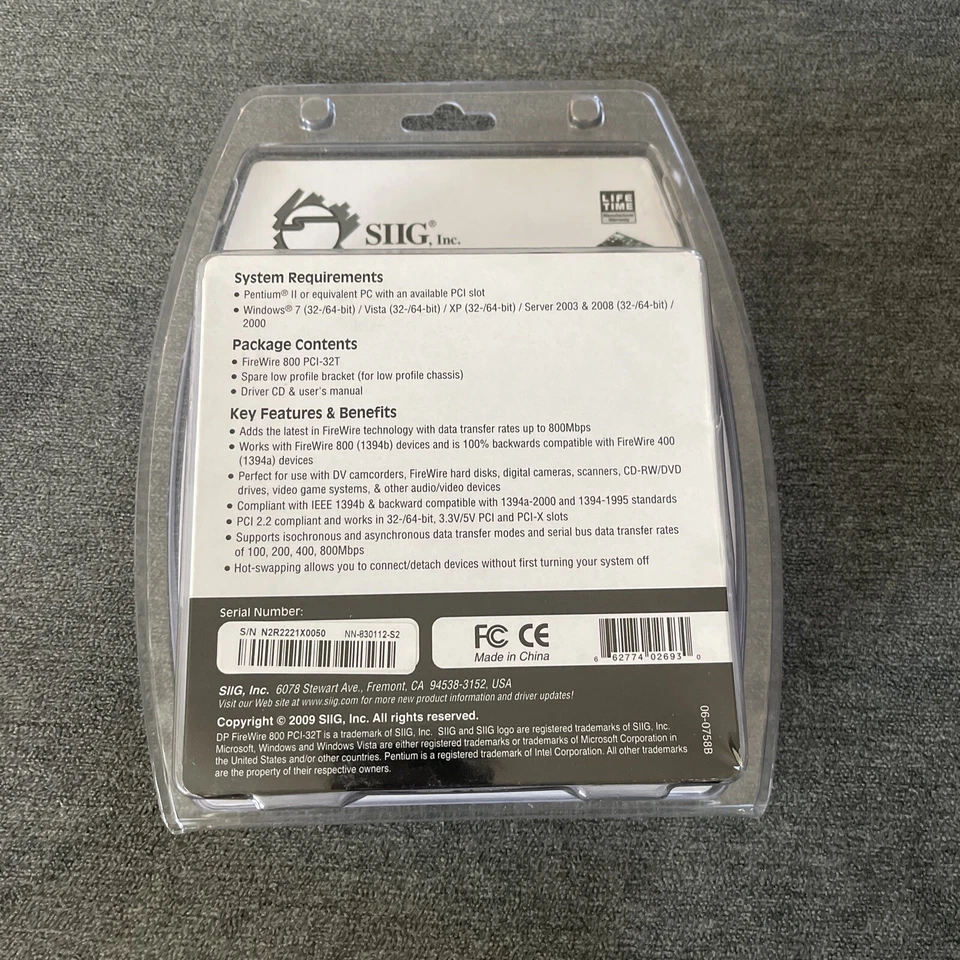 SIIG®, Inc.
LIFE
TIME
Manufacturer
Warranty
System Requirements
• Pentium® II or equivalent PC with an available PCI slot
• Windows® 7 (32-/64-bit) / Vista (32-/64-bit) / XP (32-/64-bit) / Server 2003 & 2008 (32-/64-bit) /
2000
Package Contents
• FireWire 800 PCI-32T
• Spare low profile bracket (for low profile chassis)
• Driver CD & user's manual
Key Features & Benefits
• Adds the latest in FireWire technology with data transfer rates up to 800Mbps
• Works with FireWire 800 (1394b) devices and is 100% backwards compatible with FireWire 400
(1394a) devices
• Perfect for use with DV camcorders, FireWire hard disks, digital cameras, scanners, CD-RW/DVD
drives, video game systems, & other audio/video devices
• Compliant with IEEE 1394b & backward compatible with 1394a-2000 and 1394-1995 standards
• PCI 2.2 compliant and works in 32-/64-bit, 3.3V/5V PCI and PCI-X slots
• Supports isochronous and asynchronous data transfer modes and serial bus data transfer rates
of 100, 200, 400, 800Mbps
• Hot-swapping allows you to connect/detach devices without first turning your system off
Serial Number:
S/N N2R2221X0050 NN-830112-S2
FC CE
Made in China
6 62774 02693 0
SIIG, Inc. 6078 Stewart Ave., Fremont, CA 94538-3152, USA
Visit our Web site at www.siig.com for more new product information and driver updates!
Copyright © 2009 SIIG, Inc. All rights reserved.
DP FireWire 800 PCI-32T is a trademark of SIIG, Inc. SIIG and SIIG logo are registered trademarks of SIIG, Inc.
Microsoft, Windows and Windows Vista are either registered trademarks or trademarks of Microsoft Corporation in
the United States and/or other countries. Pentium is a registered trademark of Intel Corporation. All other trademarks
are the property of their respective owners.
06-0758B